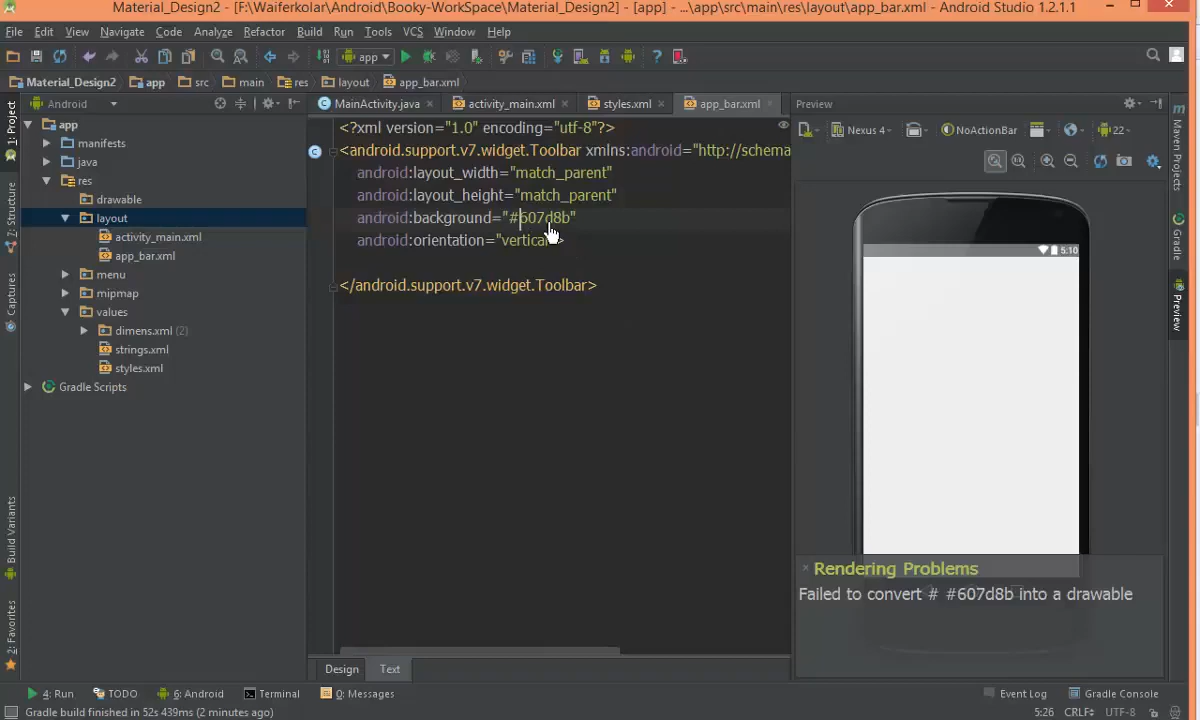 Material_Design2 - [F:\Waiferkolar\Android\Booky-WorkSpace\Material_Design2] - [app] - ...\app\src\main\res\layout\app_bar.xml - Android Studio 1.2.1.1
File Edit View Navigate Code Analyze Refactor Build Run Tools VCS Window Help
app
Material_Design2 app src main res layout app_bar.xml
Android
MainActivity.java activity_main.xml styles.xml app_bar.xml
Preview
1: Project
Z: Structure
Captures
Build Variants
2: Favorites
app
manifests
java
res
drawable
layout
activity_main.xml
app_bar.xml
menu
mipmap
values
dimens.xml (2)
strings.xml
styles.xml
Gradle Scripts
<?xml version="1.0" encoding="utf-8"?>
<android.support.v7.widget.Toolbar xmlns:android="http://schema
android:layout_width="match_parent"
android:layout_height="match_parent"
android:background="#607d8b"
android:orientation="vertical">
</android.support.v7.widget.Toolbar>
Design Text
Nexus 4 NoActionBar 22
5:10
Rendering Problems
Failed to convert # #607d8b into a drawable
Maven Projects
Gradle
Preview
4: Run TODO 6: Android Terminal 0: Messages Event Log Gradle Console
Gradle build finished in 52s 439ms (2 minutes ago) 5:26 CRLF UTF-8